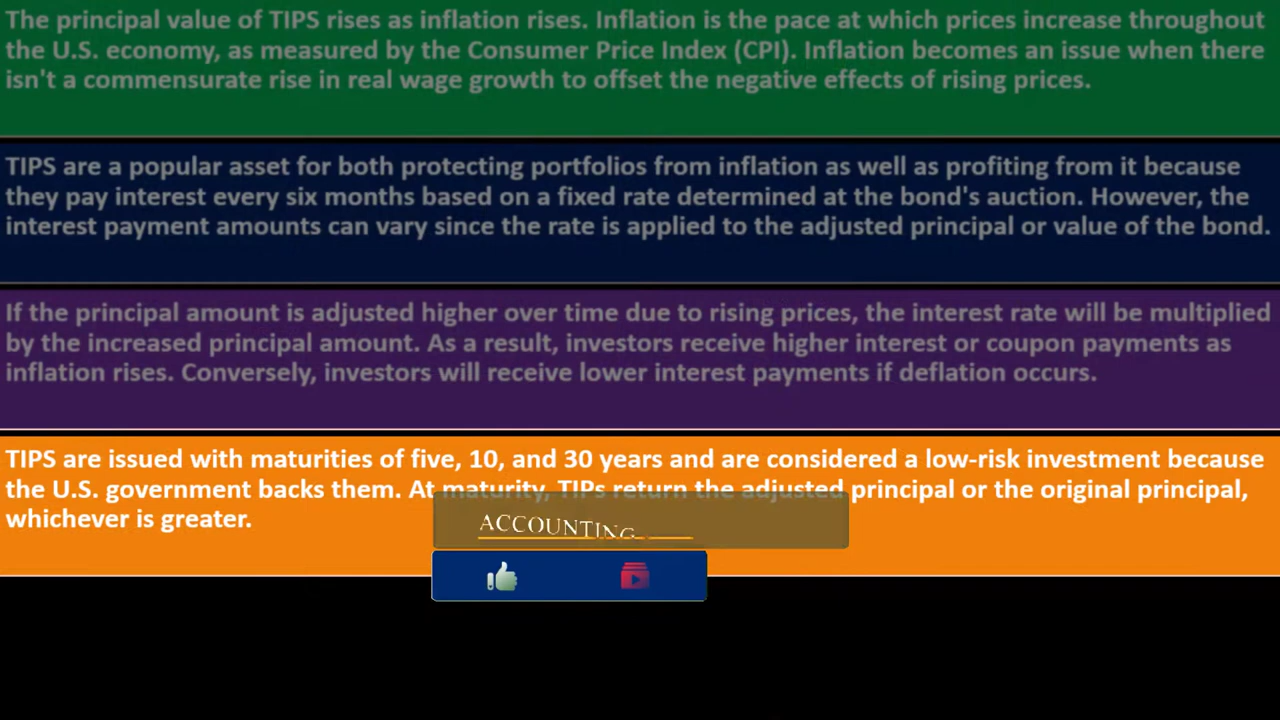 The principal value of TIPS rises as inflation rises. Inflation is the pace at which prices increase throughout
the U.S. economy, as measured by the Consumer Price Index (CPI). Inflation becomes an issue when there
isn't a commensurate rise in real wage growth to offset the negative effects of rising prices.
TIPS are a popular asset for both protecting portfolios from inflation as well as profiting from it because
they pay interest every six months based on a fixed rate determined at the bond's auction. However, the
interest payment amounts can vary since the rate is applied to the adjusted principal or value of the bond.
If the principal amount is adjusted higher over time due to rising prices, the interest rate will be multiplied
by the increased principal amount. As a result, investors receive higher interest or coupon payments as
inflation rises. Conversely, investors will receive lower interest payments if deflation occurs.
TIPS are issued with maturities of five, 10, and 30 years and are considered a low-risk investment because
the U.S. government backs them. At maturity, TIPs return the adjusted principal or the original principal,
whichever is greater.
ACCOUNTING